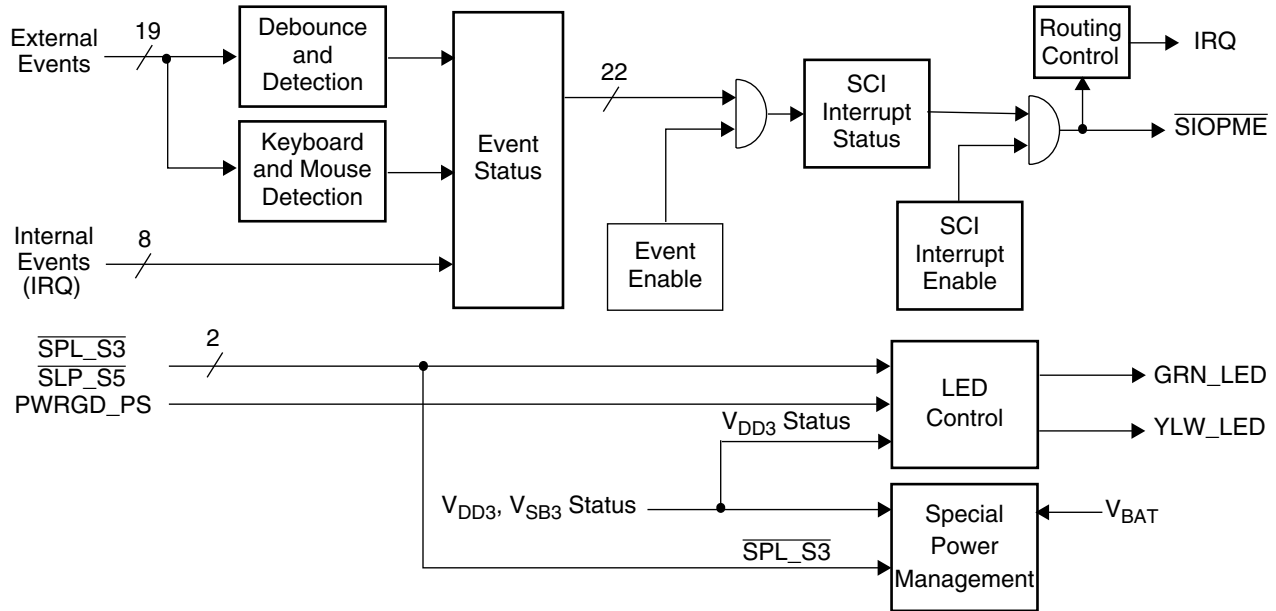 External
Events
19
Debounce
and
Detection
Keyboard
and Mouse
Detection
Internal
Events
(IRQ)
8
Event
Status
22
Event
Enable
SCI
Interrupt
Status
SCI
Interrupt
Enable
Routing
Control
IRQ
SIOPME
SPL_S3
SLP_S5
PWRGD_PS
2
LED
Control
GRN_LED
YLW_LED
VDD3 Status
VDD3, VSB3 Status
SPL_S3
Special
Power
Management
VBAT